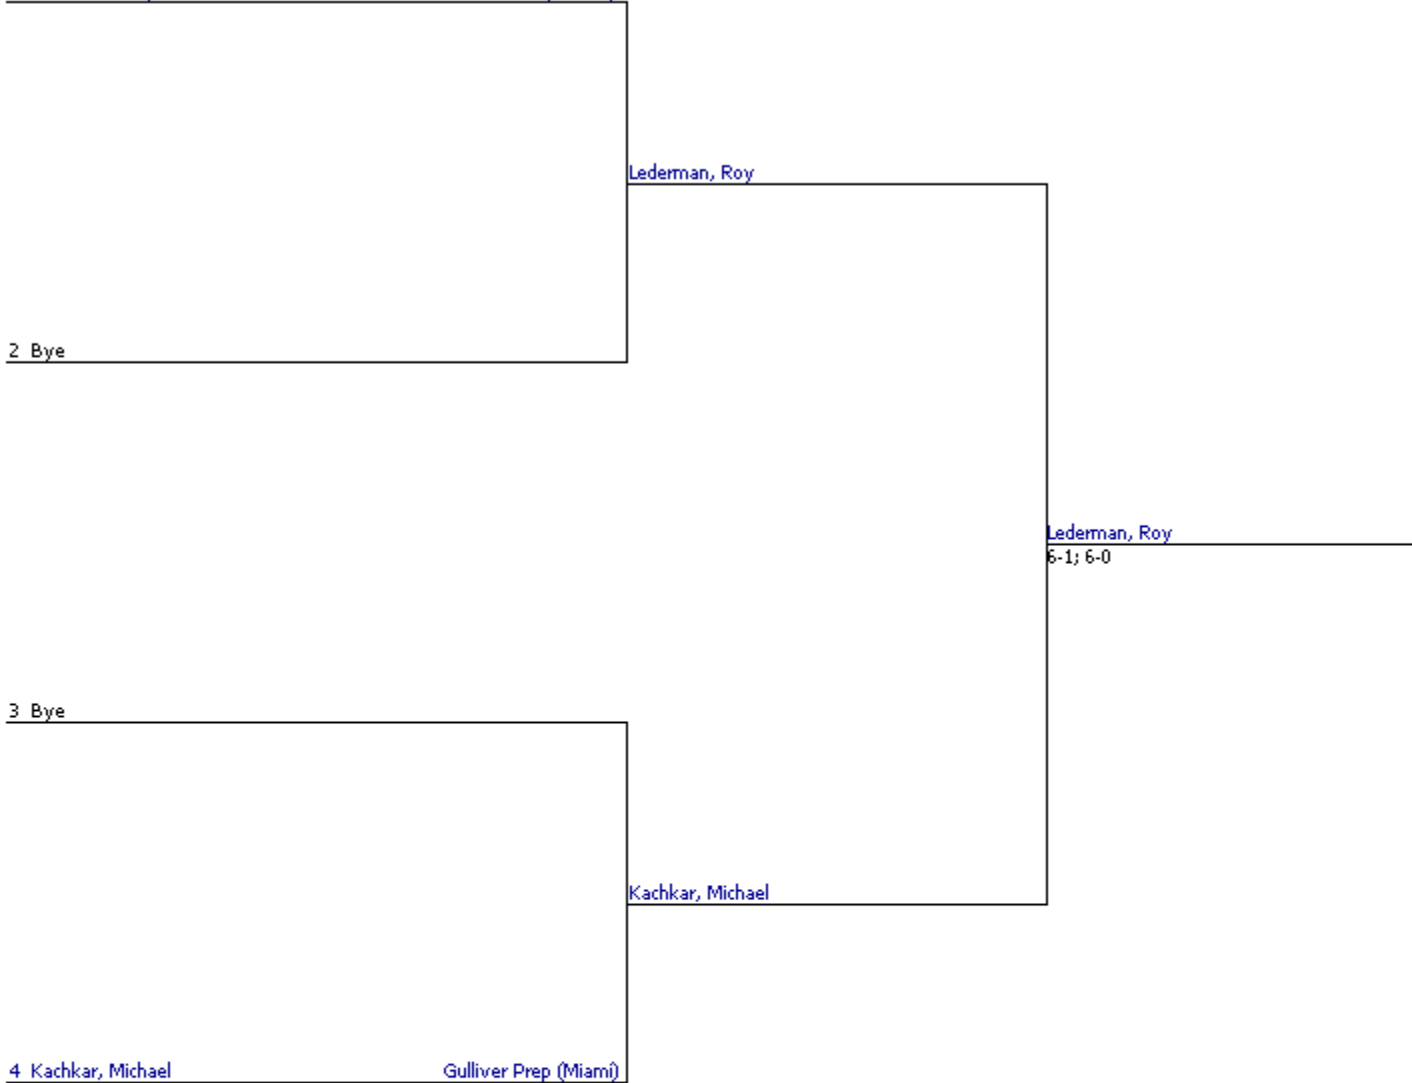 Lederman, Roy
2 Bye
Lederman, Roy
6-1; 6-0
3 Bye
Kachkar, Michael
4 Kachkar, Michael Gulliver Prep (Miami)